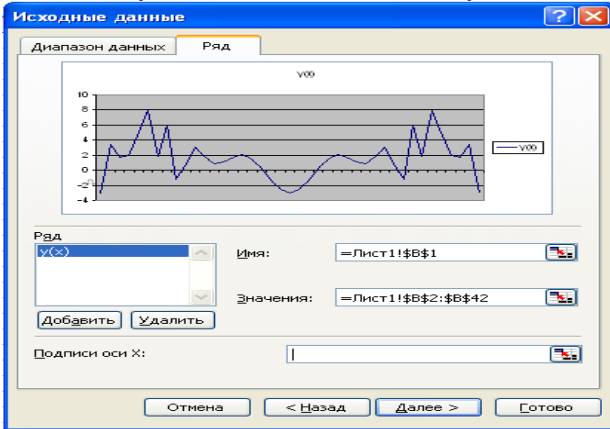 Исходные данные
Диапазон данных Ряд
y(x)
10
8
6
4
2
0
-2
-4
y(x)
Ряд
y(x)
Имя: =Лист1!$B$1
Значения: =Лист1!$B$2:$B$42
Добавить Удалить
Подписи оси X:
Отмена < Назад Далее > Готово